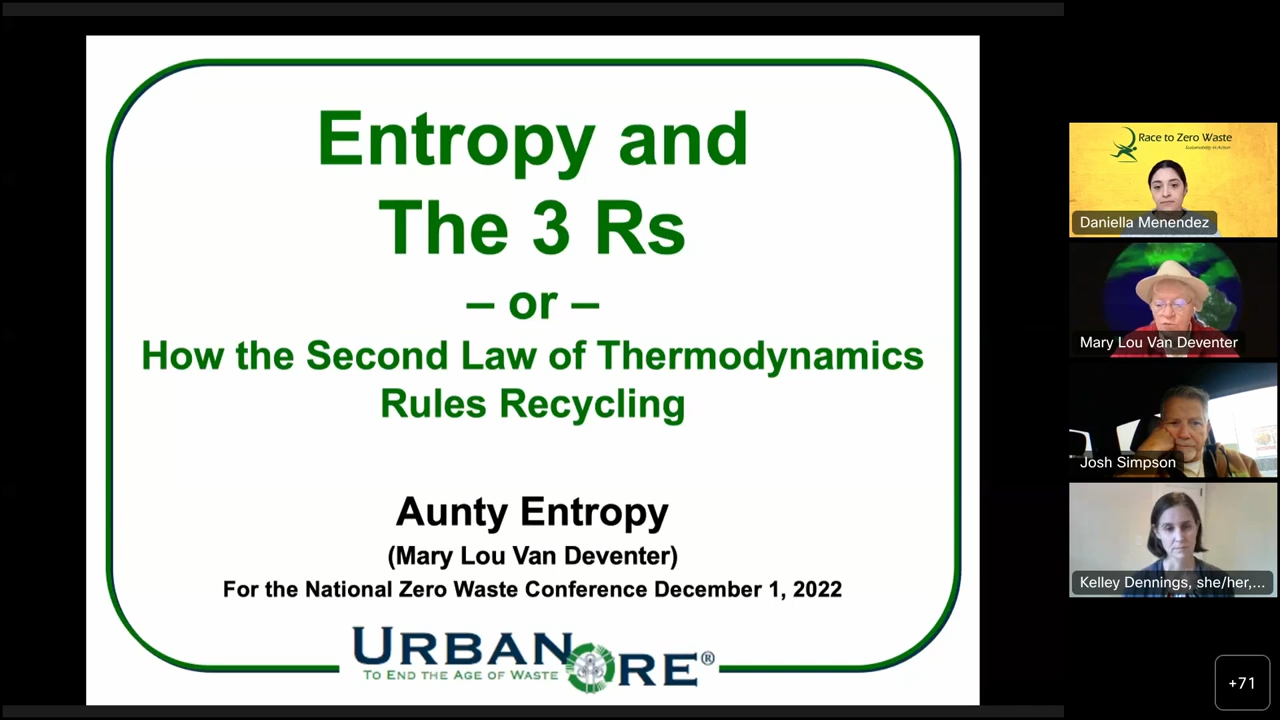 Entropy and
The 3 Rs
– or –
How the Second Law of Thermodynamics
Rules Recycling
Aunty Entropy
(Mary Lou Van Deventer)
For the National Zero Waste Conference December 1, 2022
URBAN ORE®
TO END THE AGE OF WASTE
Race to Zero Waste
Sustainability in Action
Daniella Menendez
Mary Lou Van Deventer
Josh Simpson
Kelley Dennings, she/her,...
+71